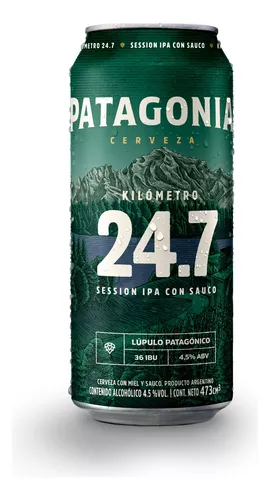 KILÓMETRO 24.7 SESSION IPA CON SAUCO
PATAGONIA
CERVEZA
KILÓMETRO
24.7
SESSION IPA CON SAUCO
LÚPULO PATAGÓNICO
36 IBU 4,5% ABV
CERVEZA CON MIEL Y SAUCO, PRODUCTO ARGENTINO
CONTENIDO ALCOHÓLICO 4.5 %VOL. | CONT. NETO 473cm³